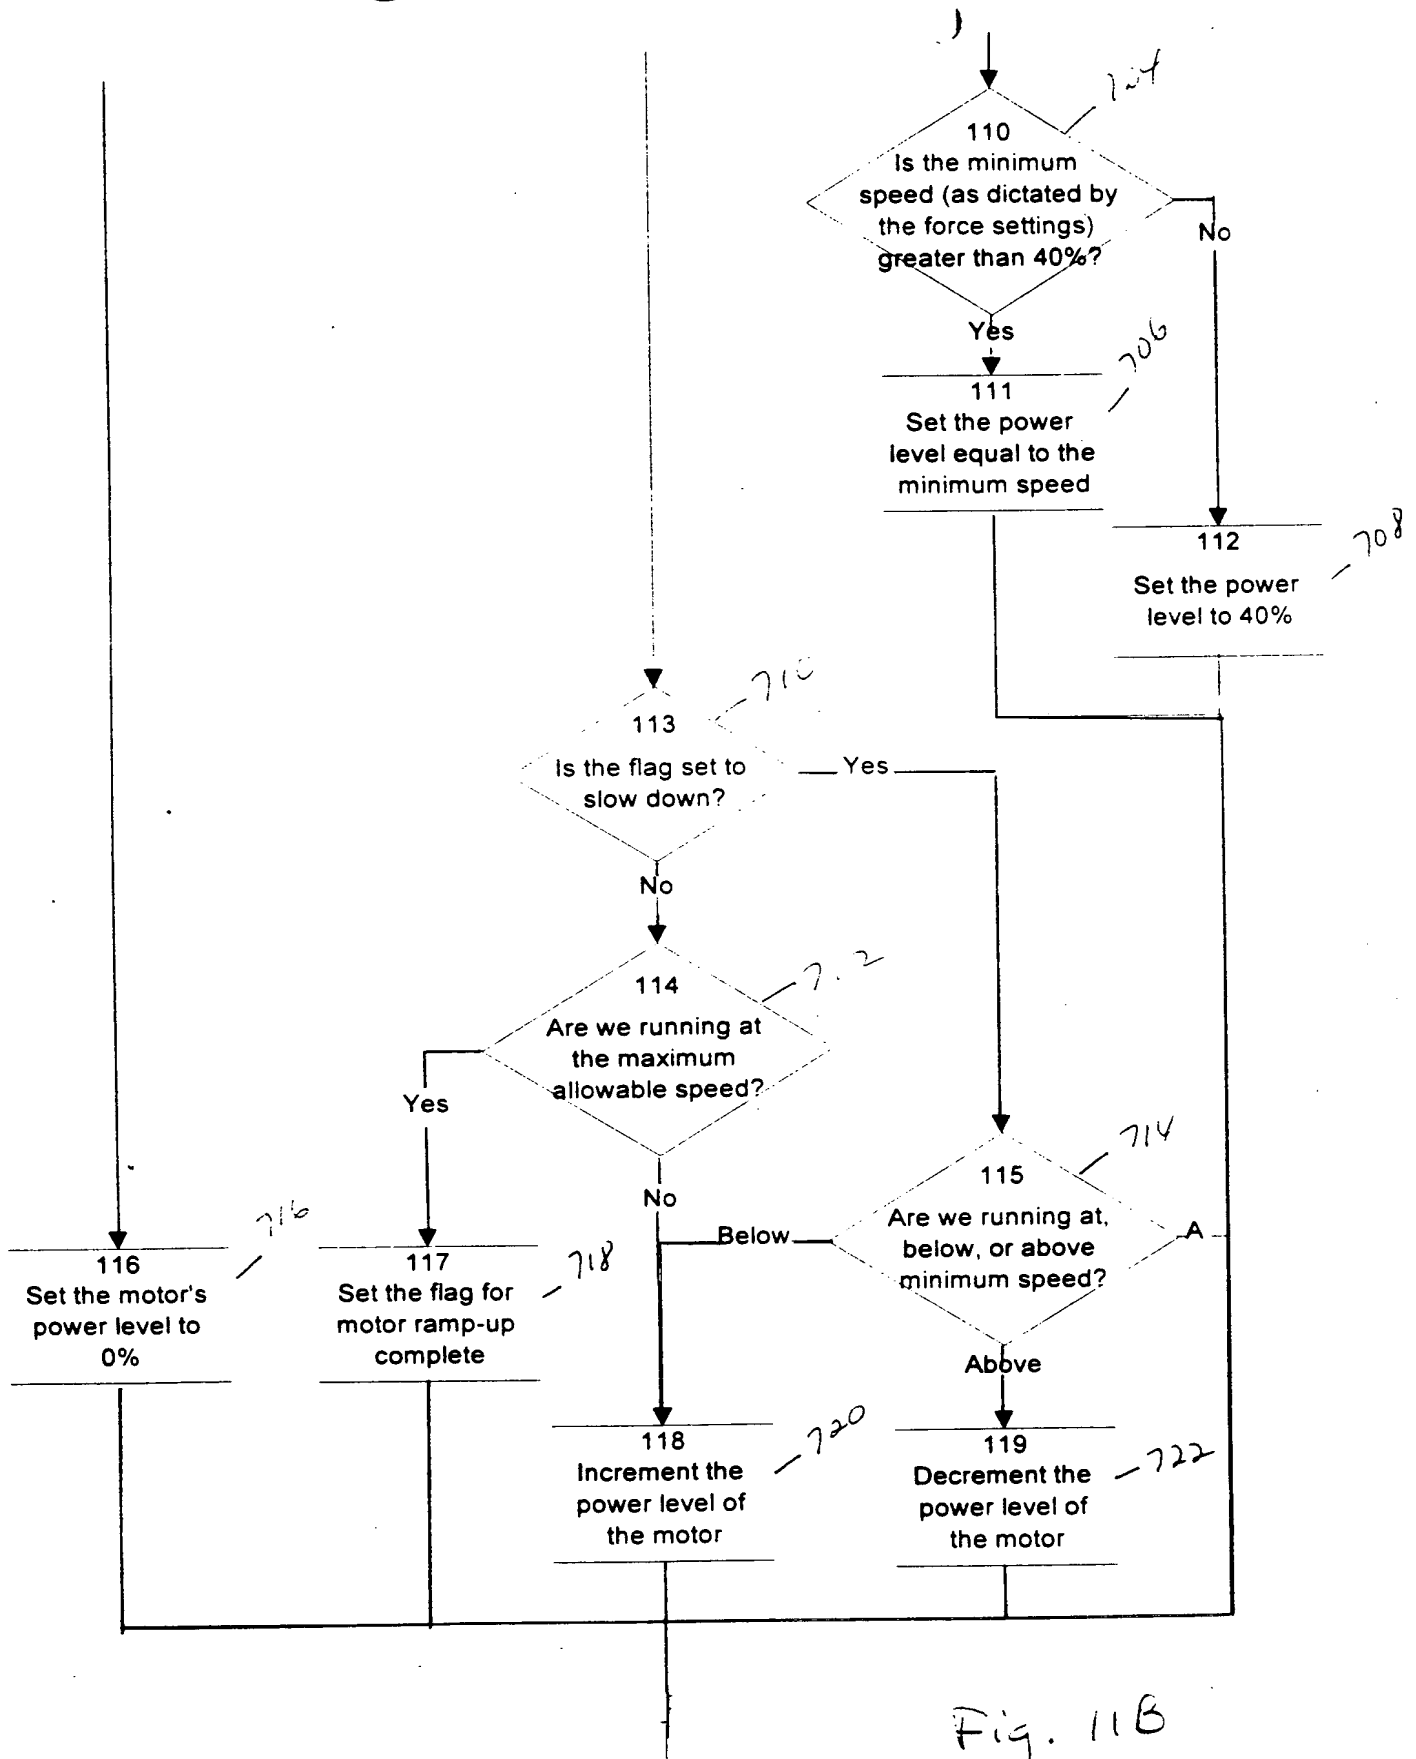 110
Is the minimum
speed (as dictated by
the force settings)
greater than 40%?
No
Yes
706
111
Set the power
level equal to the
minimum speed
708
112
Set the power
level to 40%
710
113
Is the flag set to
slow down?
Yes
No
114
Are we running at
the maximum
allowable speed?
Yes
No
714
115
Are we running at,
below, or above
minimum speed?
Below
A
Above
716
116
Set the motor's
power level to
0%
718
117
Set the flag for
motor ramp-up
complete
720
118
Increment the
power level of
the motor
722
119
Decrement the
power level of
the motor
Fig. 11B